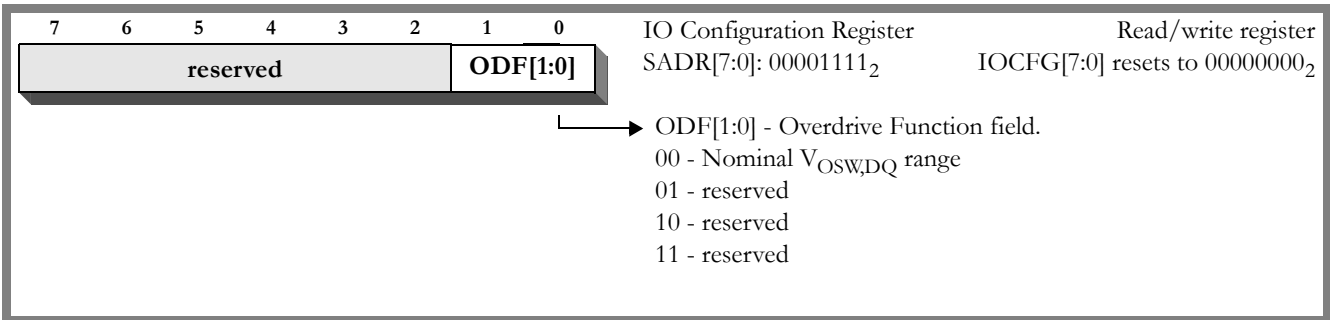 7 6 5 4 3 2 1 0
reserved ODF[1:0]
IO Configuration Register Read/write register
SADR[7:0]: 00001111₂ IOCFG[7:0] resets to 00000000₂
ODF[1:0] - Overdrive Function field.
00 - Nominal V_OSW,DQ range
01 - reserved
10 - reserved
11 - reserved